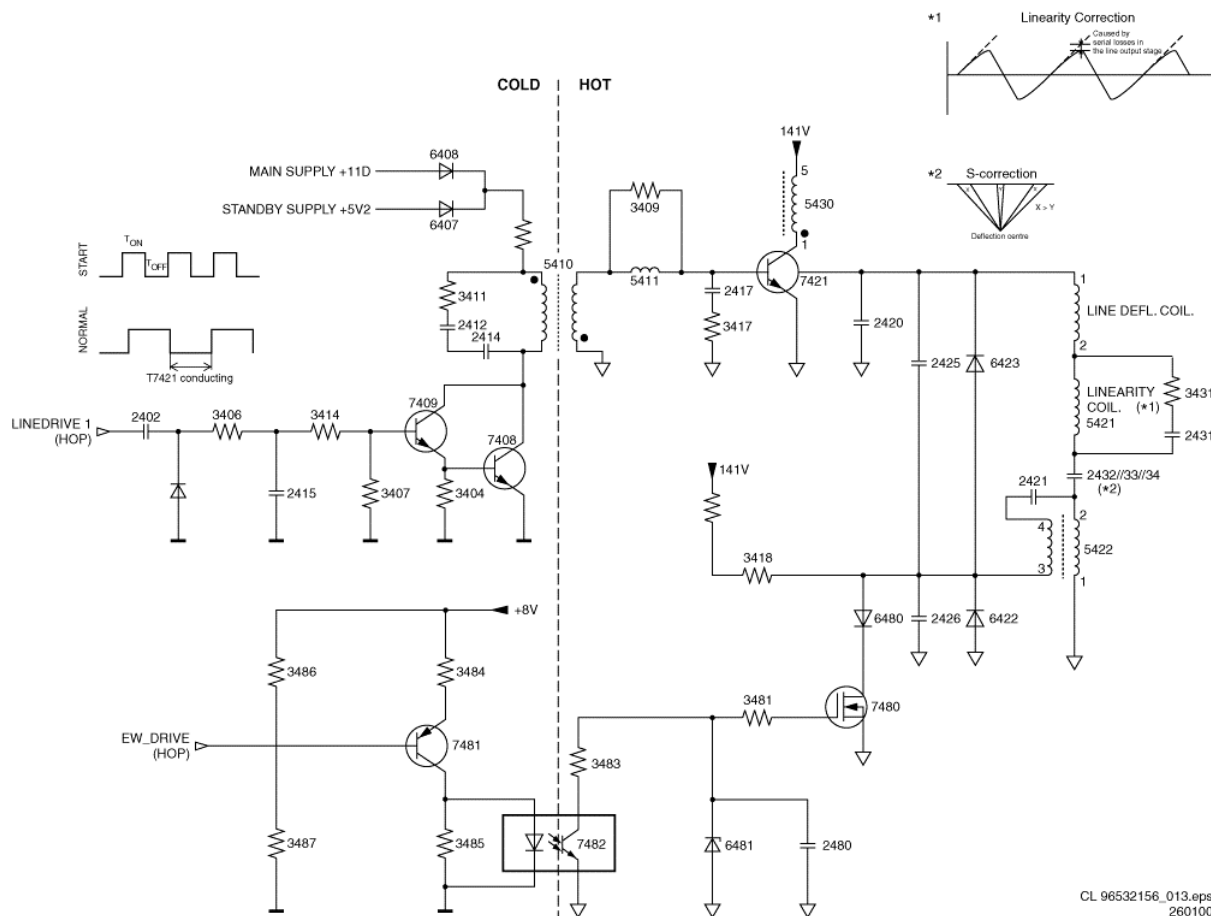 *1
Linearity Correction
Caused by
serial losses in
the line output stage
COLD
HOT
141V
6408
MAIN SUPPLY +11D
5
*2
S-correction
3409
5430
STANDBY SUPPLY +5V2
X
Y
X
X > Y
6407
Deflection centre
START
TON
TOFF
1
5410
5411
2417
7421
1
3411
LINE DEFL. COIL.
2412
3417
2420
NORMAL
2414
2
2425
6423
T7421 conducting
LINEARITY
COIL. (*1)
5421
3431
7409
2402
3406
3414
LINEDRIVE 1
(HOP)
7408
2431
141V
2432//33//34
(*2)
2421
2415
3407
3404
4
2
5422
3418
3
1
+8V
6480
2426
6422
3486
3484
3481
7480
EW_DRIVE
(HOP)
7481
3483
3487
3485
7482
6481
2480
CL 96532156_013.eps
260100